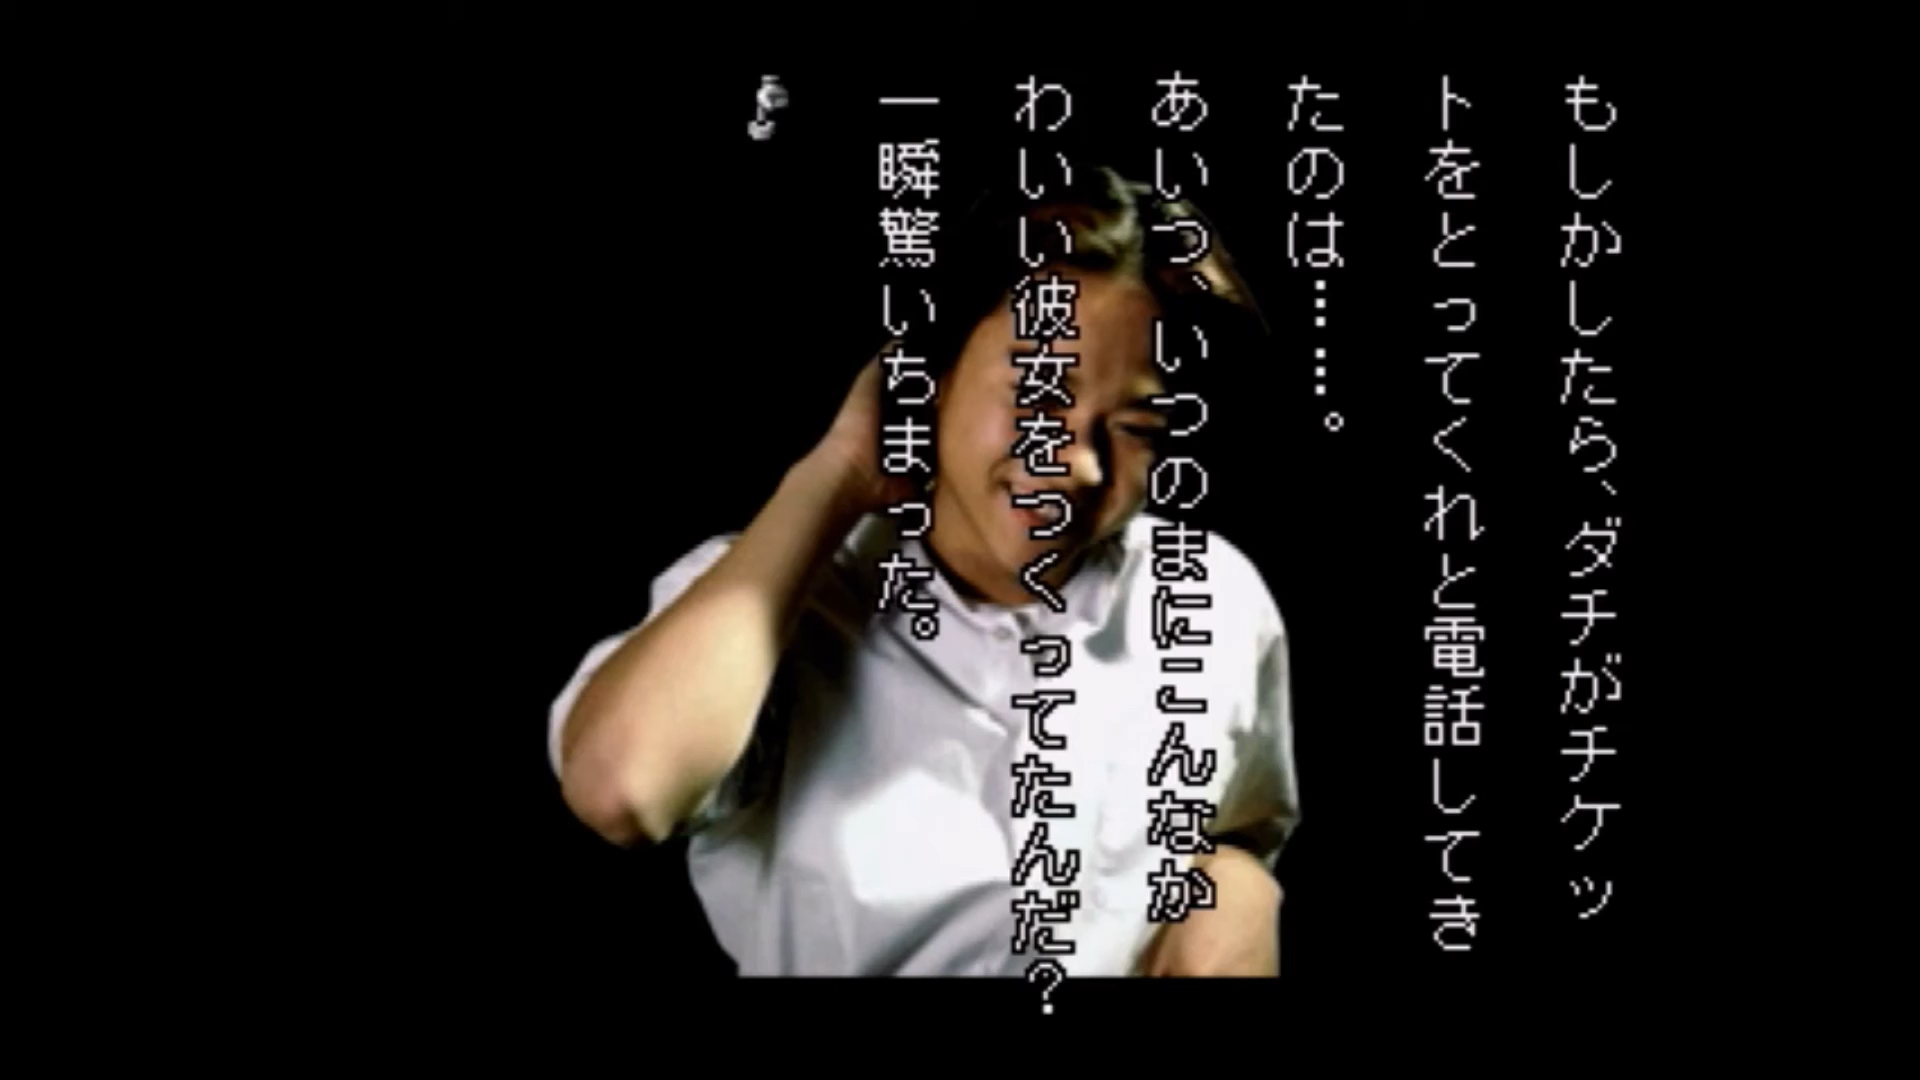 もしかしたら、ダチがチケッ
トをとってくれと電話してき
たのは……。
あいつ、いつのまにこんなか
わいい彼女をつくってたんだ？
一瞬驚いちまった。